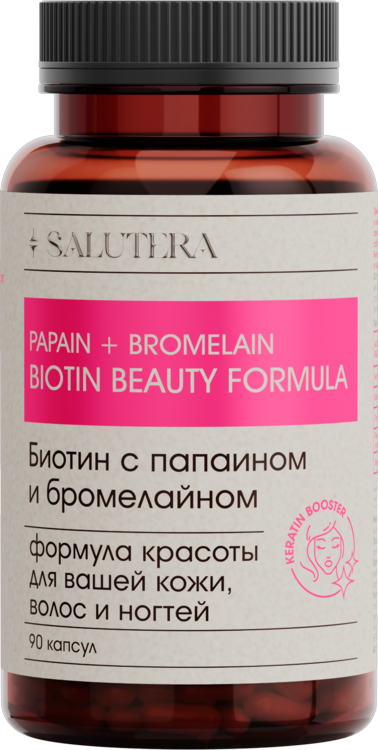 SALUTERA
PAPAIN + BROMELAIN
BIOTIN BEAUTY FORMULA
Биотин с папаином
и бромелайном
KERATIN BOOSTER
формула красоты
для вашей кожи,
волос и ногтей
90 капсул